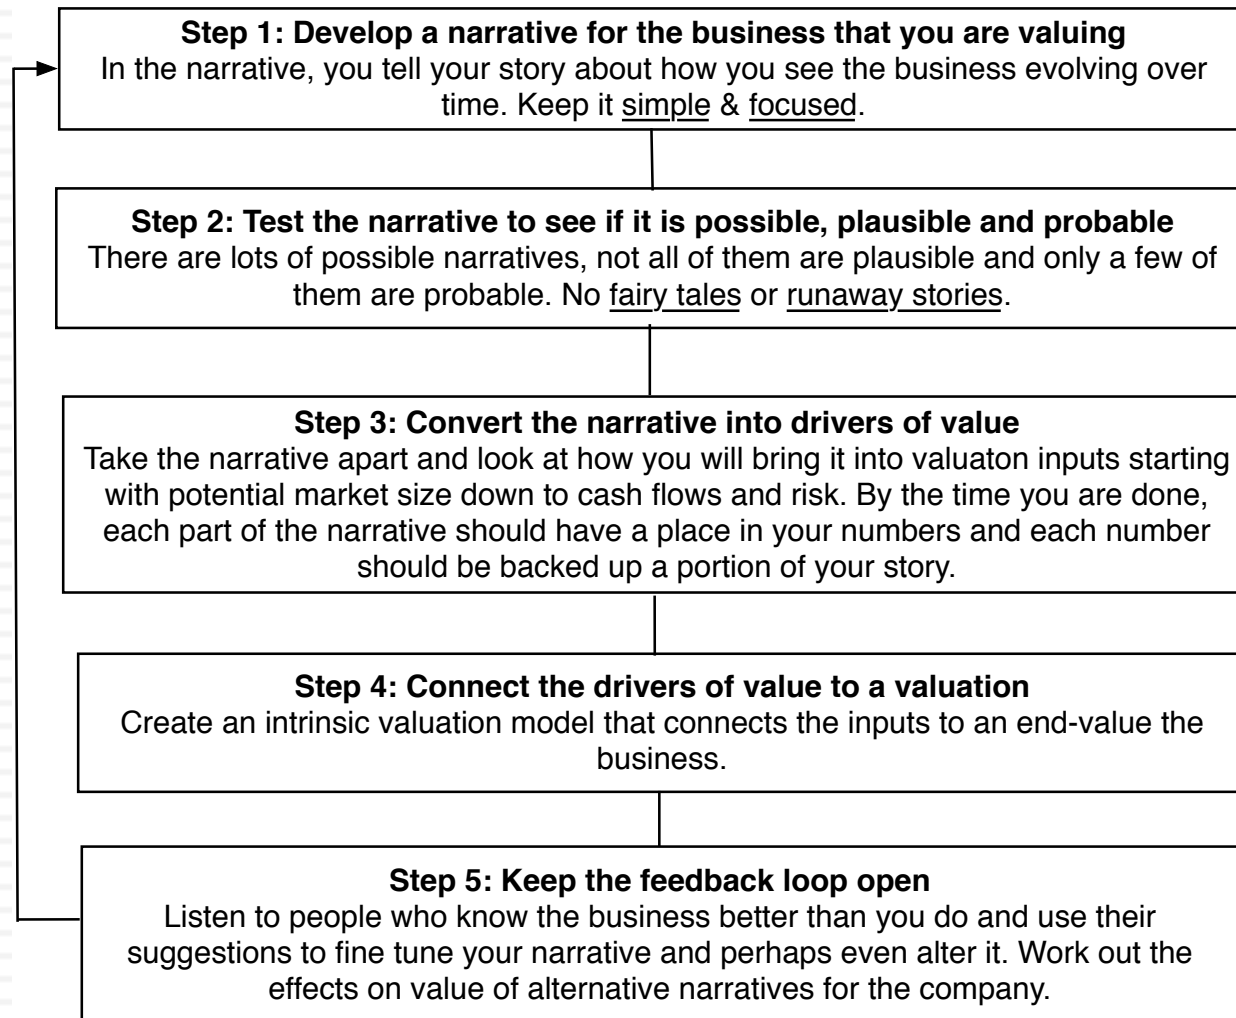 Step 1: Develop a narrative for the business that you are valuing
In the narrative, you tell your story about how you see the business evolving over
time. Keep it simple & focused.
Step 2: Test the narrative to see if it is possible, plausible and probable
There are lots of possible narratives, not all of them are plausible and only a few of
them are probable. No fairy tales or runaway stories.
Step 3: Convert the narrative into drivers of value
Take the narrative apart and look at how you will bring it into valuaton inputs starting
with potential market size down to cash flows and risk. By the time you are done,
each part of the narrative should have a place in your numbers and each number
should be backed up a portion of your story.
Step 4: Connect the drivers of value to a valuation
Create an intrinsic valuation model that connects the inputs to an end-value the
business.
Step 5: Keep the feedback loop open
Listen to people who know the business better than you do and use their
suggestions to fine tune your narrative and perhaps even alter it. Work out the
effects on value of alternative narratives for the company.